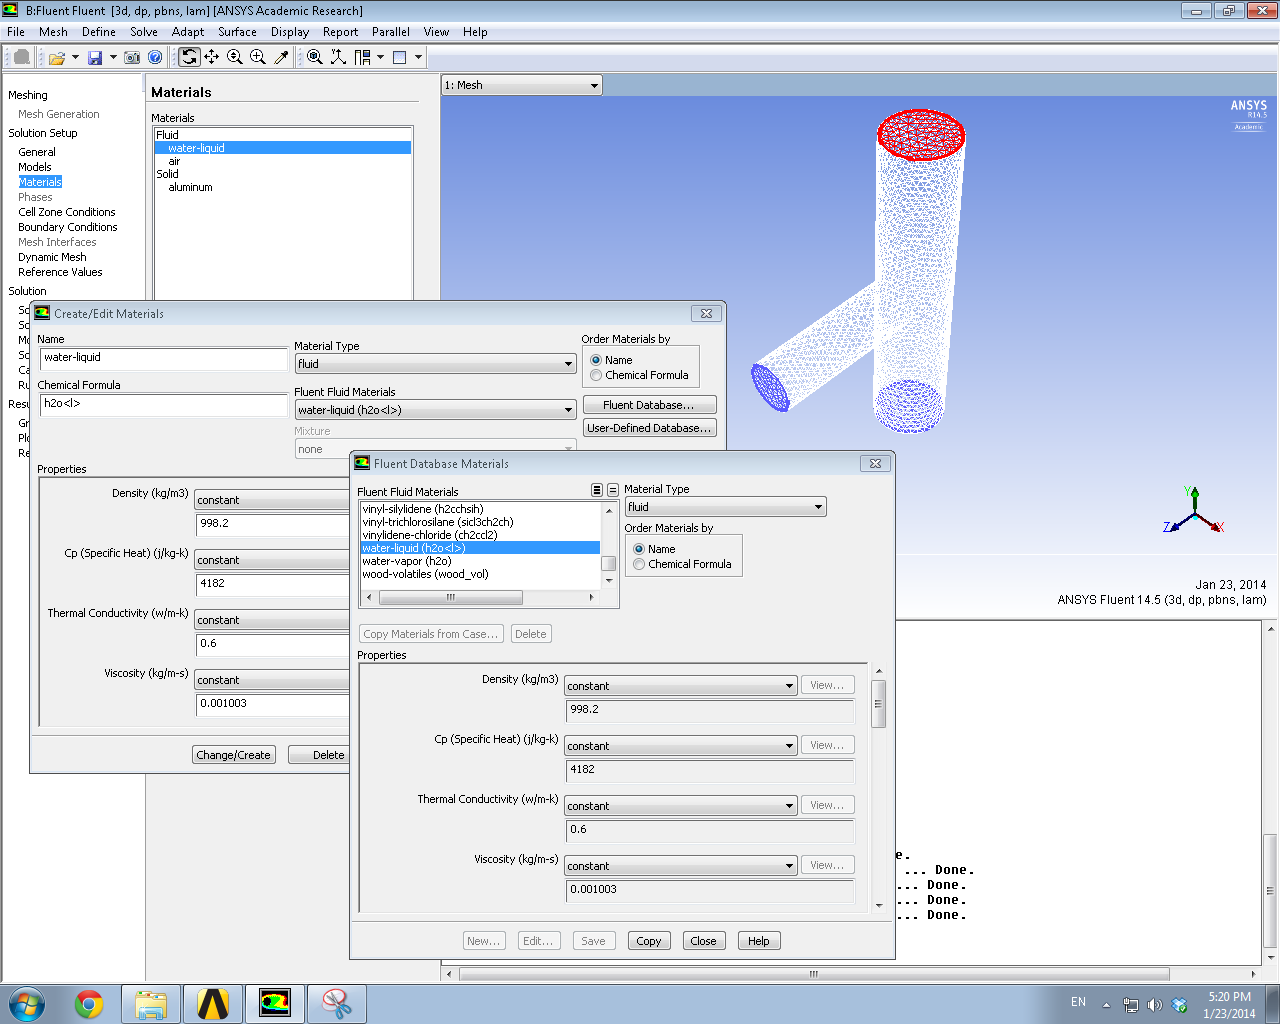 B:Fluent Fluent [3d, dp, pbns, lam] [ANSYS Academic Research]
File Mesh Define Solve Adapt Surface Display Report Parallel View Help
Meshing
Mesh Generation
Solution Setup
General
Models
Materials
Phases
Cell Zone Conditions
Boundary Conditions
Mesh Interfaces
Dynamic Mesh
Reference Values
Solution
Materials
Materials
Fluid
water-liquid
air
Solid
aluminum
1: Mesh
ANSYS
R14.5
Academic
Y
Z
X
Jan 23, 2014
ANSYS Fluent 14.5 (3d, dp, pbns, lam)
Create/Edit Materials
Name
water-liquid
Chemical Formula
h2o<l>
Material Type
fluid
Fluent Fluid Materials
water-liquid (h2o<l>)
Mixture
none
Order Materials by
Name
Chemical Formula
Fluent Database...
User-Defined Database...
Properties
Density (kg/m3)
constant
998.2
Cp (Specific Heat) (j/kg-k)
constant
4182
Thermal Conductivity (w/m-k)
constant
0.6
Viscosity (kg/m-s)
constant
0.001003
Change/Create
Delete
Fluent Database Materials
Fluent Fluid Materials
vinyl-silylidene (h2cchsih)
vinyl-trichlorosilane (sicl3ch2ch)
vinylidene-chloride (ch2ccl2)
water-liquid (h2o<l>)
water-vapor (h2o)
wood-volatiles (wood_vol)
Material Type
fluid
Order Materials by
Name
Chemical Formula
Copy Materials from Case... Delete
Properties
Density (kg/m3)
constant View...
998.2
Cp (Specific Heat) (j/kg-k)
constant View...
4182
Thermal Conductivity (w/m-k)
constant View...
0.6
Viscosity (kg/m-s)
constant View...
0.001003
New... Edit... Save Copy Close Help
e.
... Done.
... Done.
... Done.
... Done.
EN
5:20 PM
1/23/2014